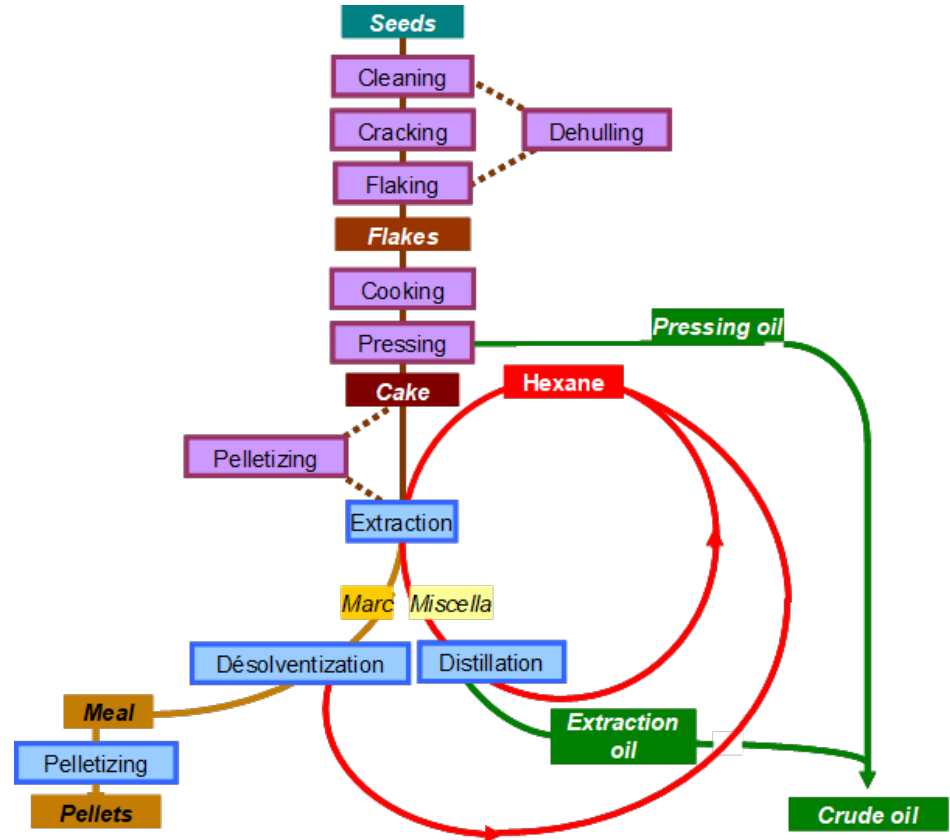 Seeds
Cleaning
Cracking
Dehulling
Flaking
Flakes
Cooking
Pressing oil
Pressing
Hexane
Cake
Pelletizing
Extraction
Marc
Miscella
Désolventization
Distillation
Meal
Extraction
oil
Pelletizing
Pellets
Crude oil